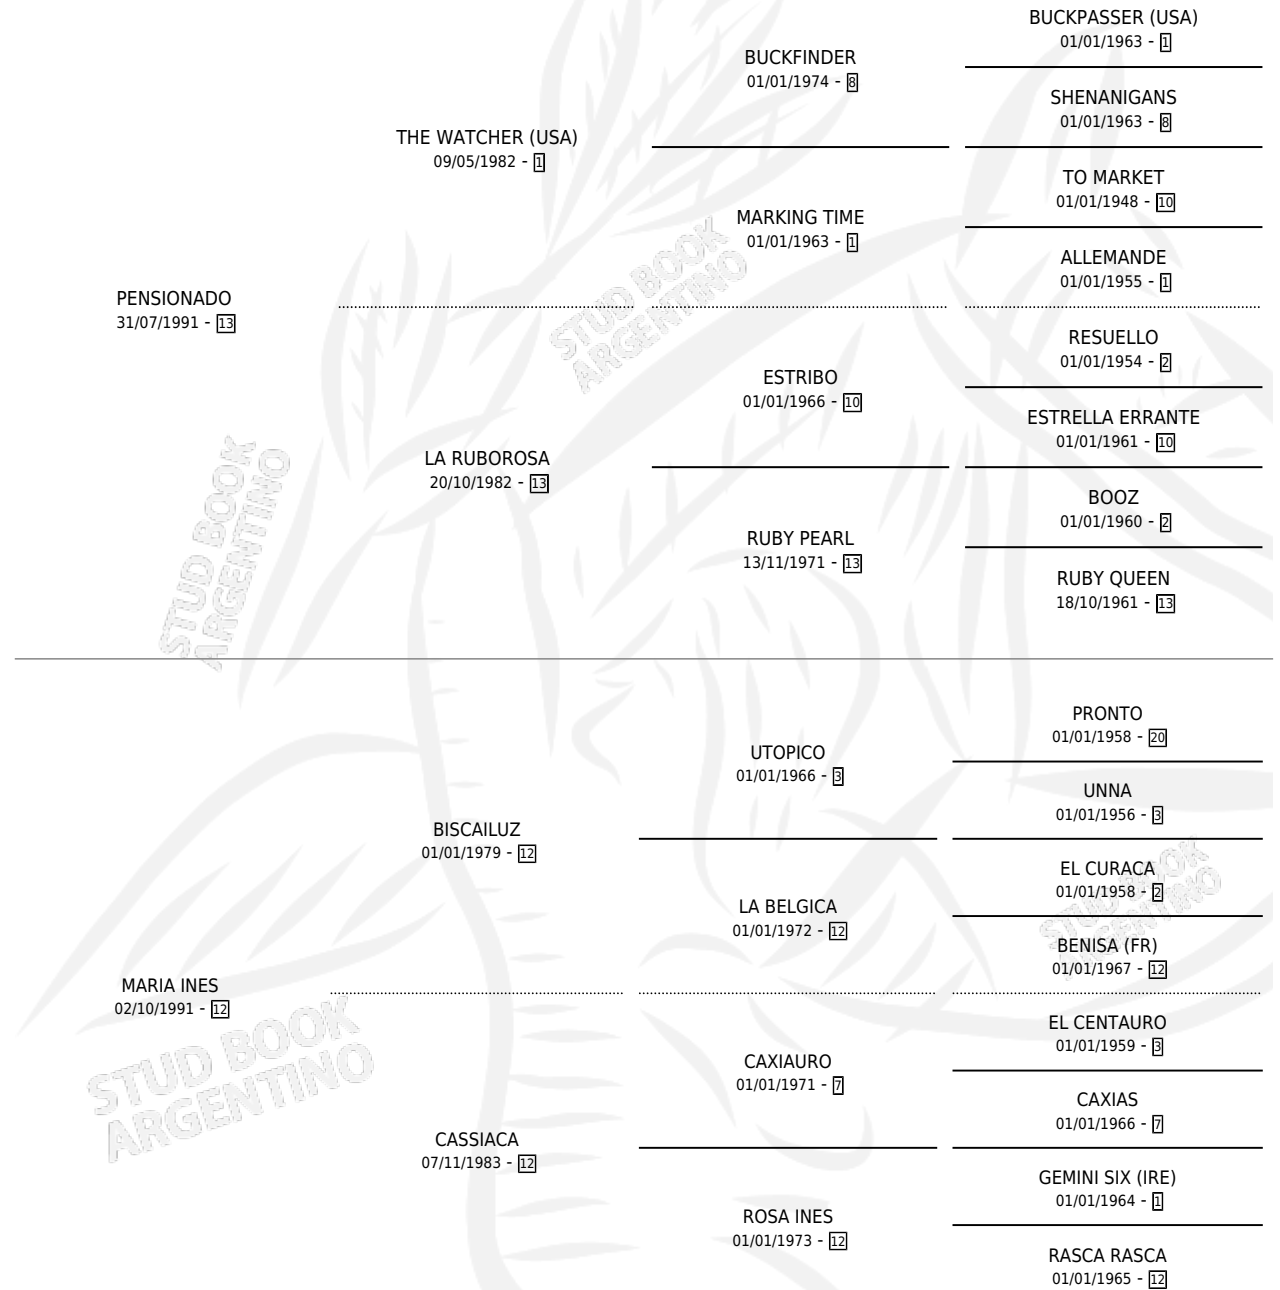 BUCKPASSER (USA)
01/01/1963 - 1
BUCKFINDER
01/01/1974 - 8
SHENANIGANS
01/01/1963 - 8
THE WATCHER (USA)
09/05/1982 - 1
TO MARKET
01/01/1948 - 10
MARKING TIME
01/01/1963 - 1
ALLEMANDE
01/01/1955 - 1
PENSIONADO
31/07/1991 - 13
RESUELLO
01/01/1954 - 2
ESTRIBO
01/01/1966 - 10
ESTRELLA ERRANTE
01/01/1961 - 10
LA RUBOROSA
20/10/1982 - 13
BOOZ
01/01/1960 - 2
RUBY PEARL
13/11/1971 - 13
RUBY QUEEN
18/10/1961 - 13
STUD BOOK
ARGENTINO
STUD BOOK
ARGENTINO
PRONTO
01/01/1958 - 20
UTOPICO
01/01/1966 - 3
UNNA
01/01/1956 - 3
BISCAILUZ
01/01/1979 - 12
EL CURACA
01/01/1958 - 2
LA BELGICA
01/01/1972 - 12
BENISA (FR)
01/01/1967 - 12
STUD BOOK
ARGENTINO
MARIA INES
02/10/1991 - 12
EL CENTAURO
01/01/1959 - 3
CAXIAURO
01/01/1971 - 7
CAXIAS
01/01/1966 - 7
STUD BOOK
ARGENTINO
CASSIACA
07/11/1983 - 12
GEMINI SIX (IRE)
01/01/1964 - 1
ROSA INES
01/01/1973 - 12
RASCA RASCA
01/01/1965 - 12